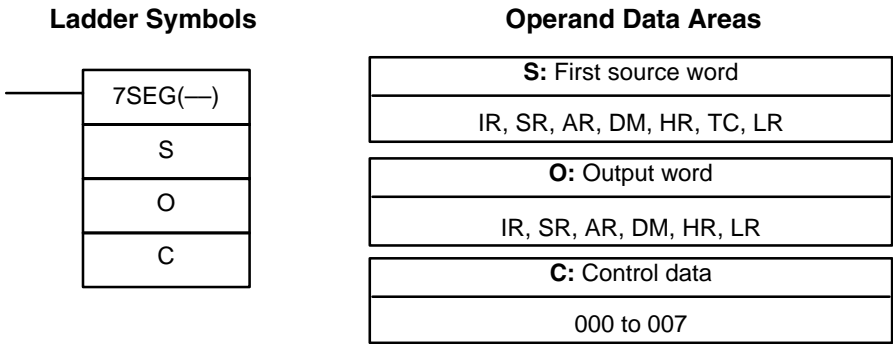 Ladder Symbols
Operand Data Areas
7SEG(—)
S
O
C
S: First source word
IR, SR, AR, DM, HR, TC, LR
O: Output word
IR, SR, AR, DM, HR, LR
C: Control data
000 to 007